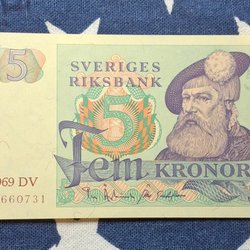 5
SVERIGES
RIKSBANK
5
Fem KRONOR
969 DV
660731